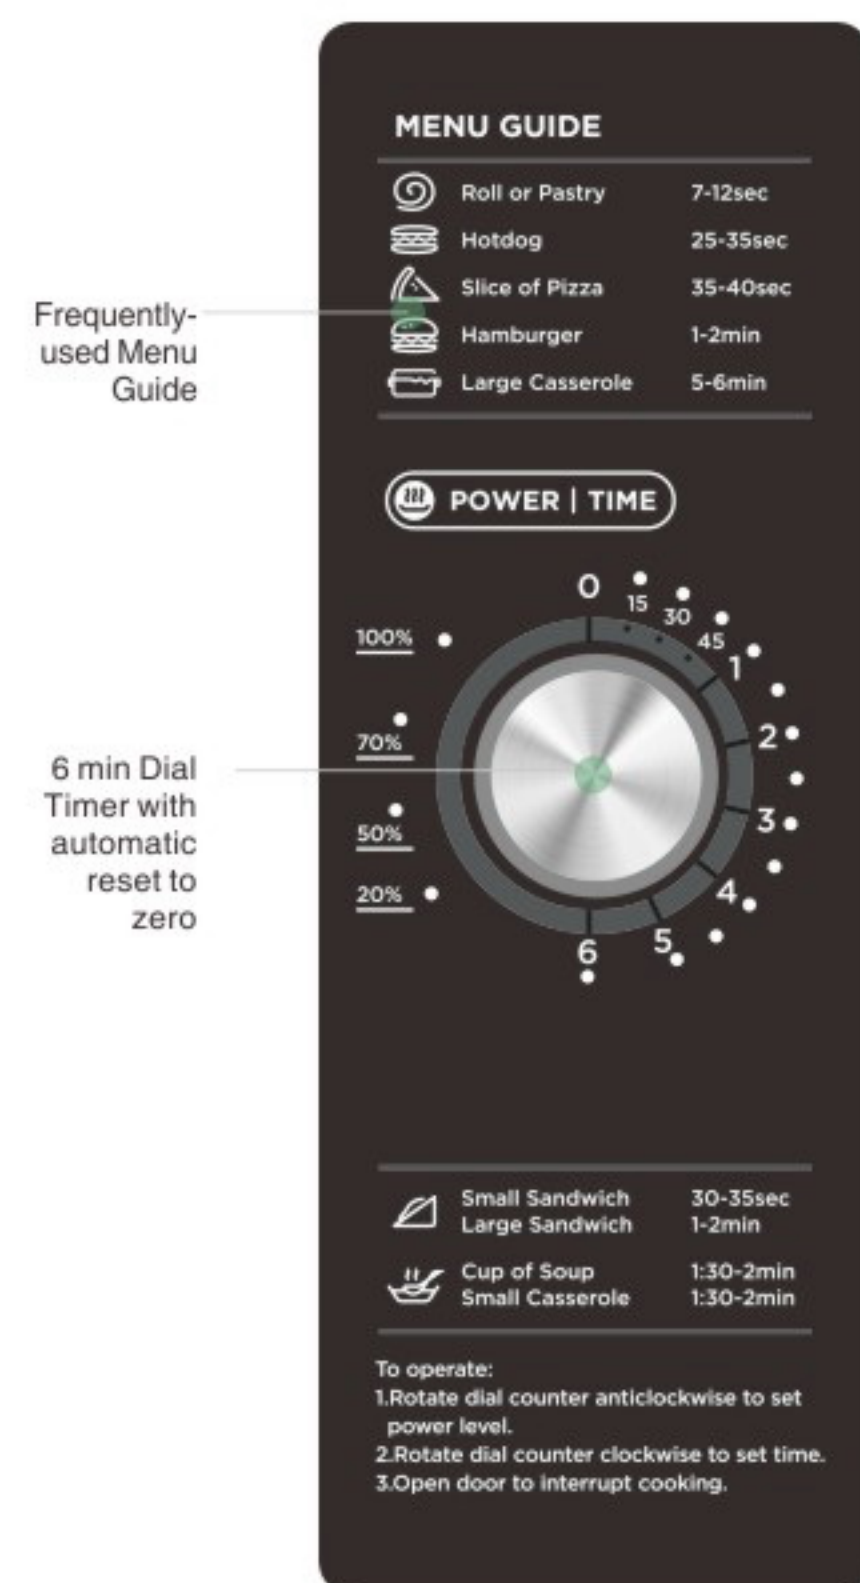 MENU GUIDE
Roll or Pastry 7-12sec
Hotdog 25-35sec
Slice of Pizza 35-40sec
Hamburger 1-2min
Large Casserole 5-6min
Frequently-
used Menu
Guide
POWER | TIME
0
15
30
45
1
2
3
4
5
6
100%
70%
50%
20%
6 min Dial
Timer with
automatic
reset to
zero
Small Sandwich 30-35sec
Large Sandwich 1-2min
Cup of Soup 1:30-2min
Small Casserole 1:30-2min
To operate:
1.Rotate dial counter anticlockwise to set
power level.
2.Rotate dial counter clockwise to set time.
3.Open door to interrupt cooking.